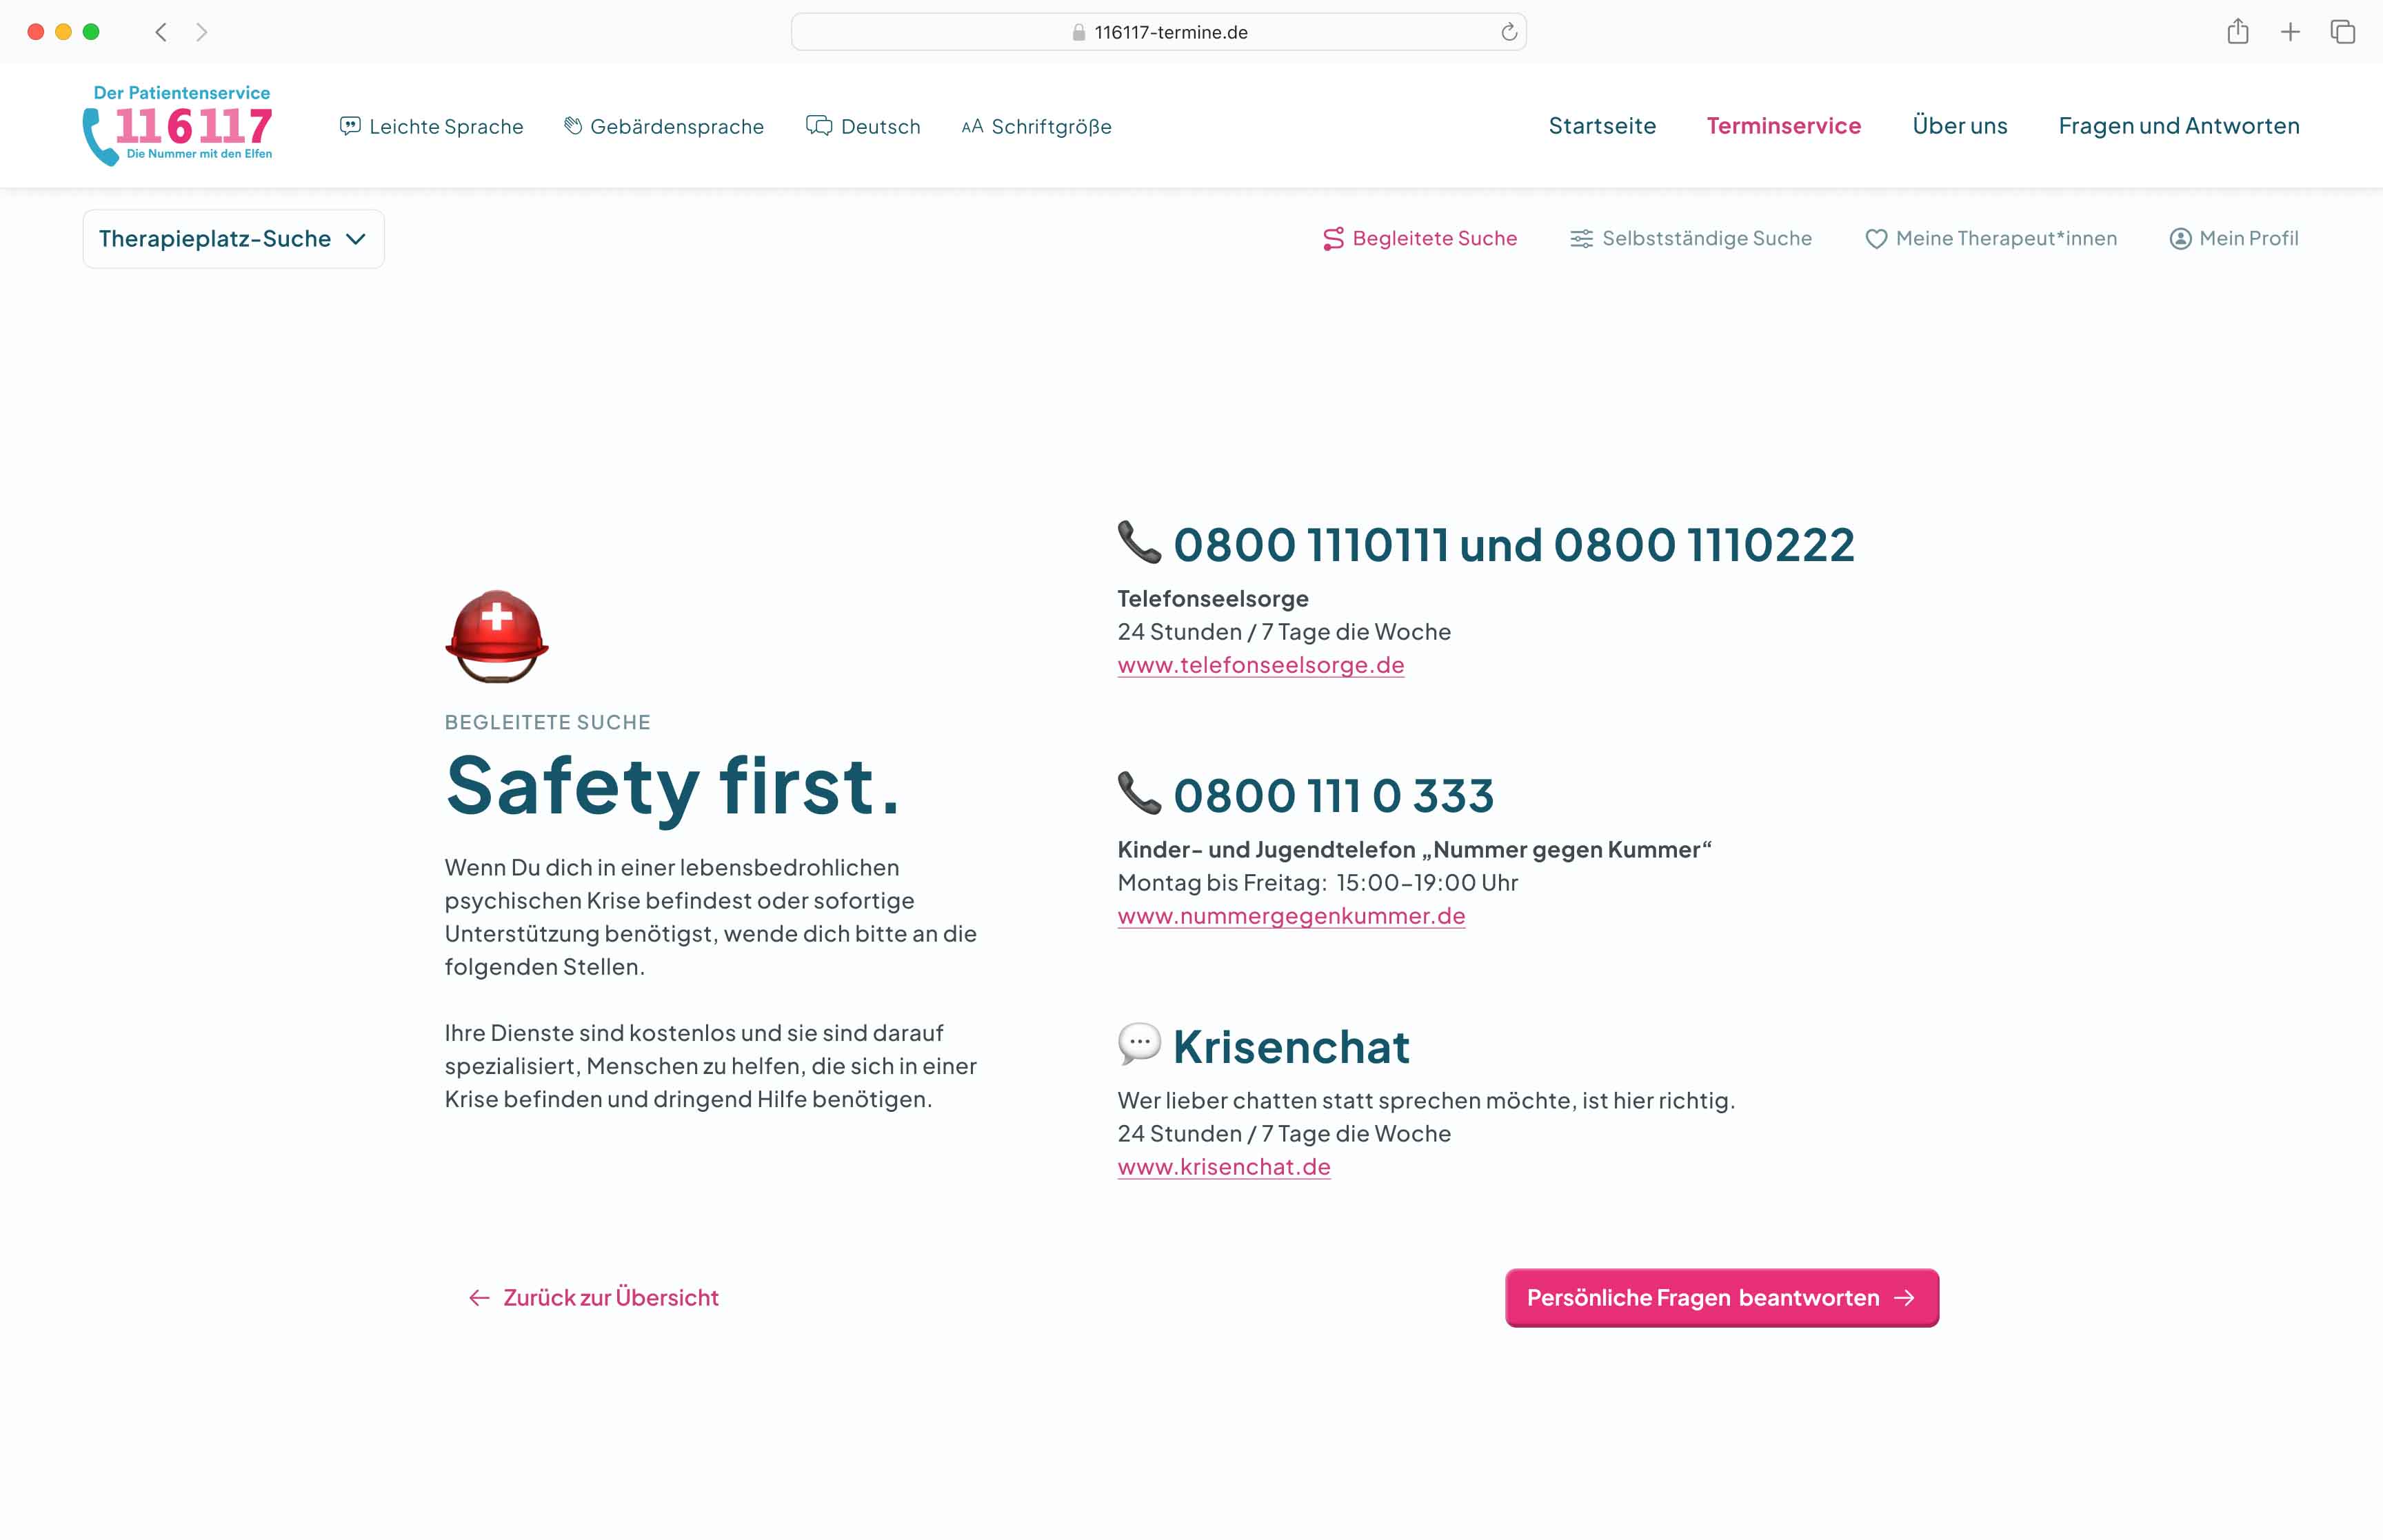 116117-termine.de
Der Patientenservice
116117
Die Nummer mit den Elfen
Leichte Sprache
Gebärdensprache
Deutsch
AA Schriftgröße
Startseite
Terminservice
Über uns
Fragen und Antworten
Therapieplatz-Suche
Begleitete Suche
Selbstständige Suche
Meine Therapeut*innen
Mein Profil
BEGLEITETE SUCHE
Safety first.
Wenn Du dich in einer lebensbedrohlichen
psychischen Krise befindest oder sofortige
Unterstützung benötigst, wende dich bitte an die
folgenden Stellen.
Ihre Dienste sind kostenlos und sie sind darauf
spezialisiert, Menschen zu helfen, die sich in einer
Krise befinden und dringend Hilfe benötigen.
0800 1110111 und 0800 1110222
Telefonseelsorge
24 Stunden / 7 Tage die Woche
www.telefonseelsorge.de
0800 111 0 333
Kinder- und Jugendtelefon „Nummer gegen Kummer“
Montag bis Freitag: 15:00–19:00 Uhr
www.nummergegenkummer.de
Krisenchat
Wer lieber chatten statt sprechen möchte, ist hier richtig.
24 Stunden / 7 Tage die Woche
www.krisenchat.de
← Zurück zur Übersicht
Persönliche Fragen beantworten →